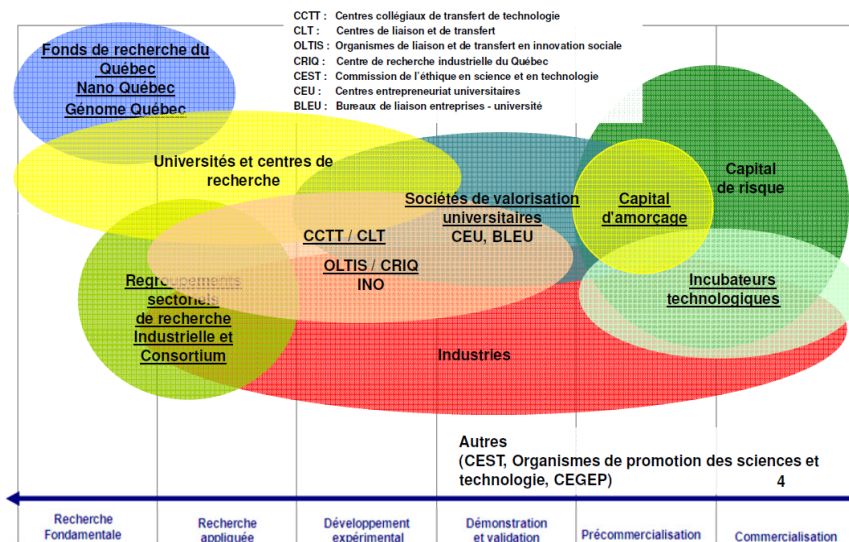 CCTT : Centres collégiaux de transfert de technologie
CLT : Centres de liaison et de transfert
OLTIS : Organismes de liaison et de transfert en innovation sociale
CRIQ : Centre de recherche industrielle du Québec
CEST : Commission de l'éthique en science et en technologie
CEU : Centres entrepreneuriat universitaires
BLEU : Bureaux de liaison entreprises - université
Fonds de recherche du
Québec
Nano Québec
Génome Québec
Universités et centres de
recherche
Capital
de risque
Sociétés de valorisation
universitaires
CEU, BLEU
Capital
d'amorçage
CCTT / CLT
OLTIS / CRIQ
INO
Regroupements
sectoriels
de recherche
Industrielle et
Consortium
Incubateurs
technologiques
Industries
Autres
(CEST, Organismes de promotion des sciences et
technologie, CEGEP)
4
Recherche
Fondamentale
Recherche
appliquée
Développement
expérimental
Démonstration
et validation
Précommercialisation
Commercialisation